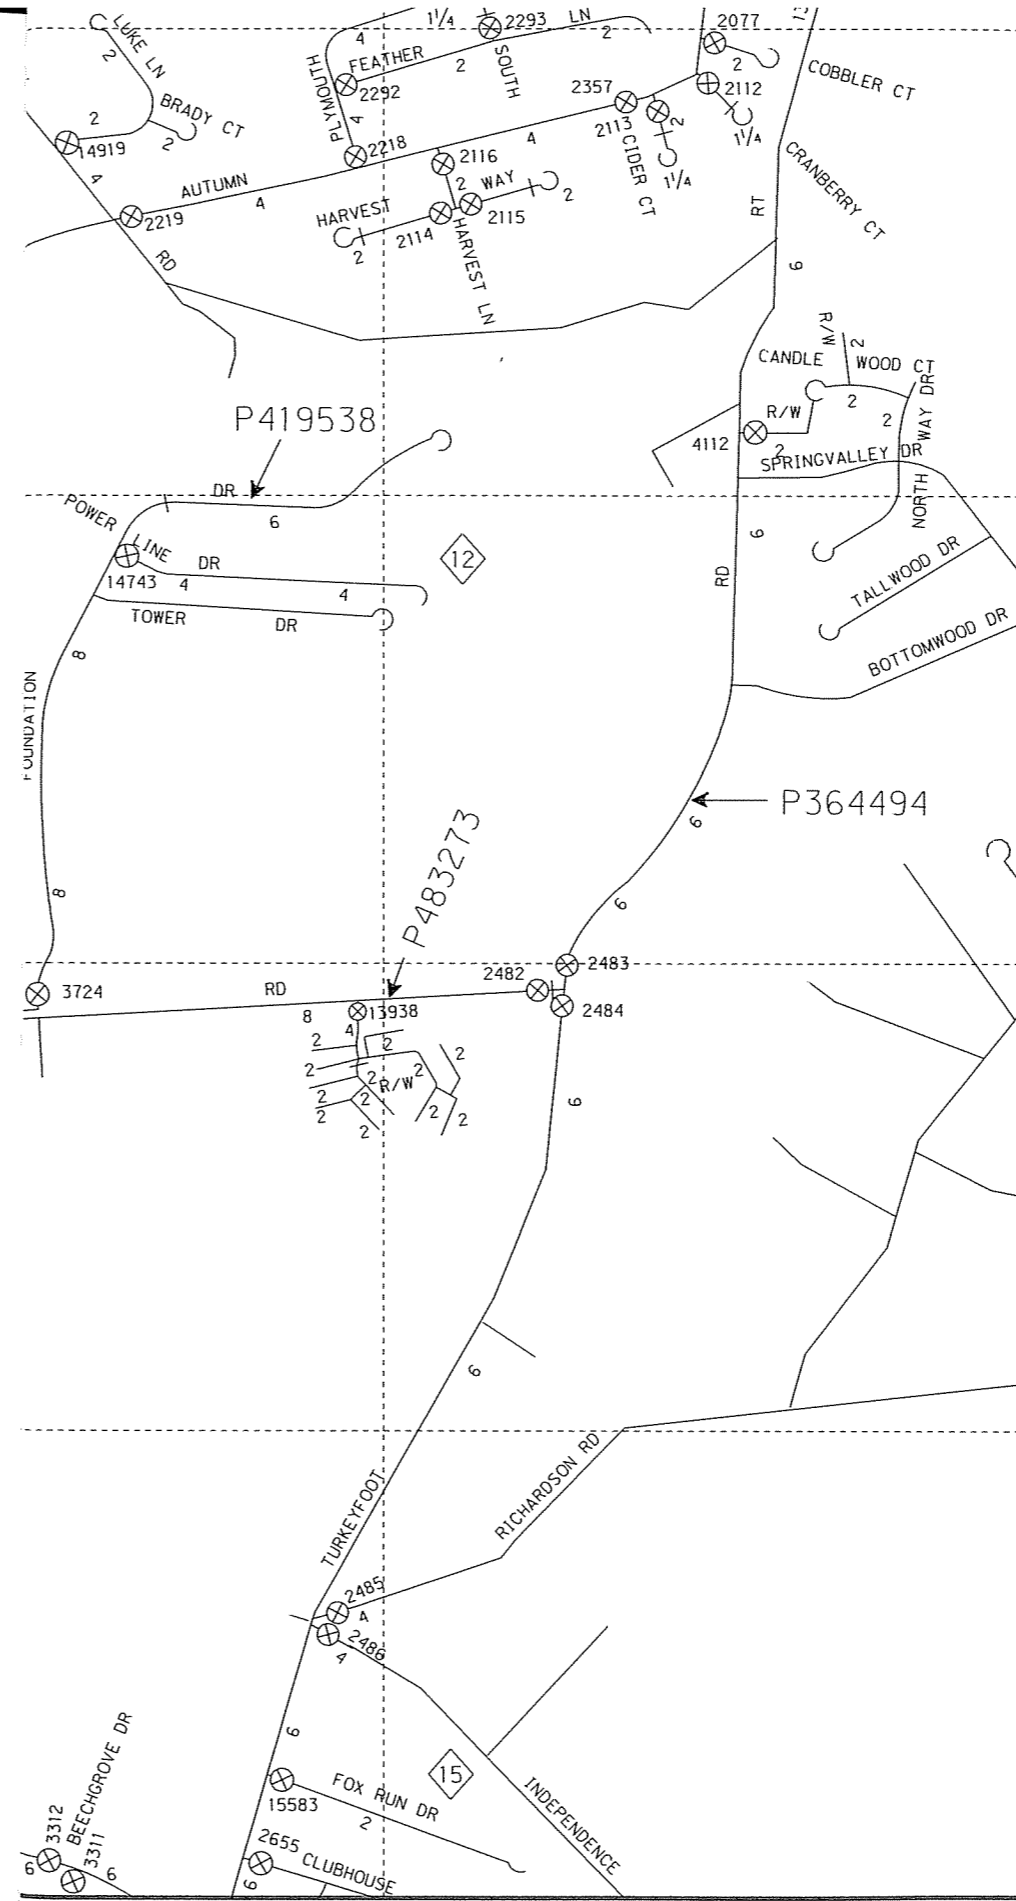 1¼
2293
LN
2077
13
LUKE LN
2
4
FEATHER
2
SOUTH
2
2
COBBLER CT
BRADY CT
2
2
14919
PLYMOUTH
2292
4
2357
2112
2113
2
1¼
4
2218
4
2116
CIDER CT
1¼
CRANBERRY CT
AUTUMN
4
2
WAY
2
RT
2219
HARVEST
2115
2114
2
HARVEST LN
RD
6
R/W
2
CANDLE
WOOD CT
R/W
2
2
P419538
4112
2
SPRINGVALLEY DR
NORTH WAY DR
DR
6
POWER
LINE
DR
12
6
14743
4
4
RD
TALLWOOD DR
TOWER
DR
BOTTOMWOOD DR
8
FOUNDATION
P364494
6
P483273
8
6
2483
2482
3724
RD
8
13938
2484
4
2
2
2
2
2
R/W
2
2
2
2
2
2
2
6
6
RICHARDSON RD
TURKEYFOOT
2485
4
2486
4
6
15
BEECHGROVE DR
15583
FOX RUN DR
2
INDEPENDENCE
3312
3311
6
6
2655
CLUBHOUSE
6